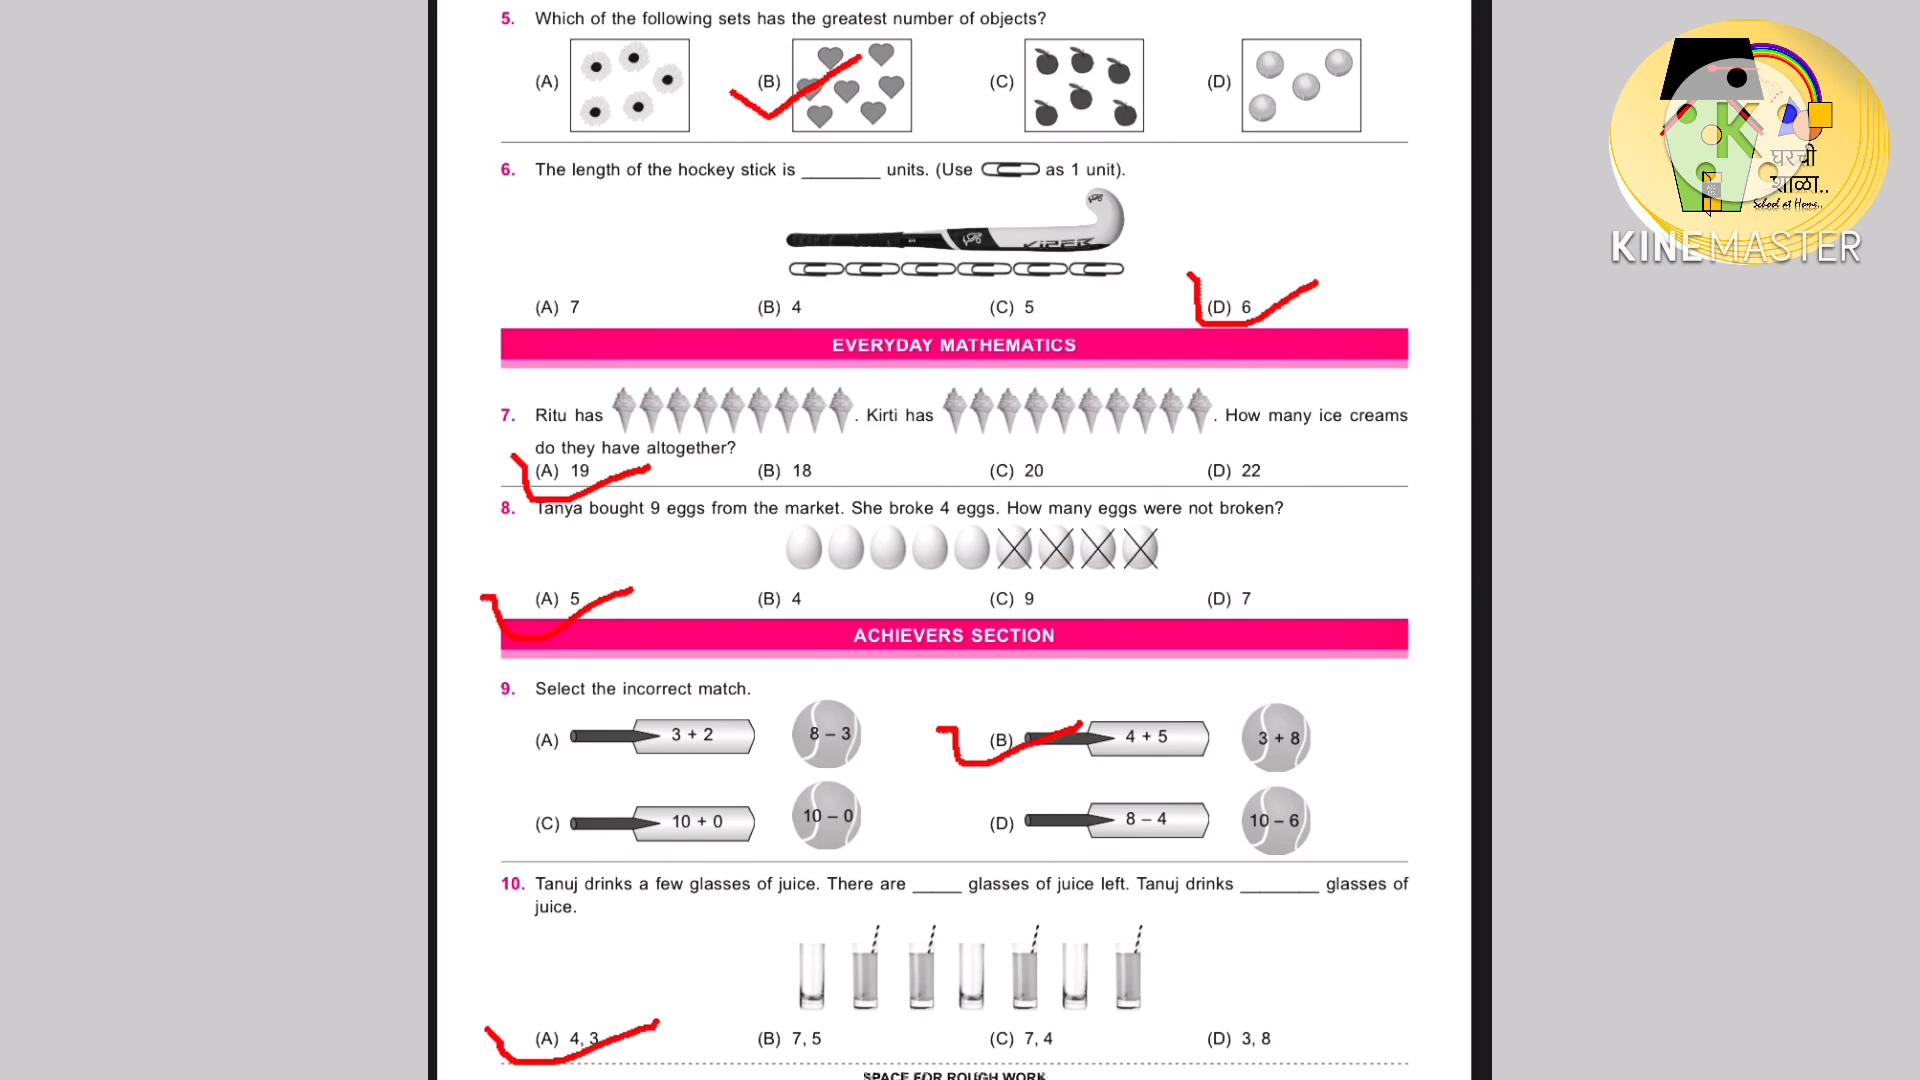 5. Which of the following sets has the greatest number of objects?
(A) (B) (C) (D)
6. The length of the hockey stick is ________ units. (Use as 1 unit).
VIPER
(A) 7 (B) 4 (C) 5 (D) 6
EVERYDAY MATHEMATICS
7. Ritu has . Kirti has . How many ice creams
do they have altogether?
(A) 19 (B) 18 (C) 20 (D) 22
8. Tanya bought 9 eggs from the market. She broke 4 eggs. How many eggs were not broken?
(A) 5 (B) 4 (C) 9 (D) 7
ACHIEVERS SECTION
9. Select the incorrect match.
(A) 3 + 2 8 – 3 (B) 4 + 5 3 + 8
(C) 10 + 0 10 – 0 (D) 8 – 4 10 – 6
10. Tanuj drinks a few glasses of juice. There are _____ glasses of juice left. Tanuj drinks ________ glasses of
juice.
(A) 4, 3 (B) 7, 5 (C) 7, 4 (D) 3, 8
SPACE FOR ROUGH WORK
K
घरची
शाळा..
School at Home..
KINEMASTER